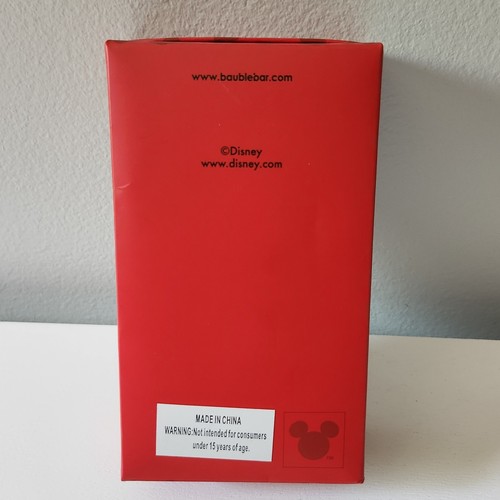 www.baublebar.com
©Disney
www.disney.com
MADE IN CHINA
WARNING:Not intended for consumers
under 15 years of age.